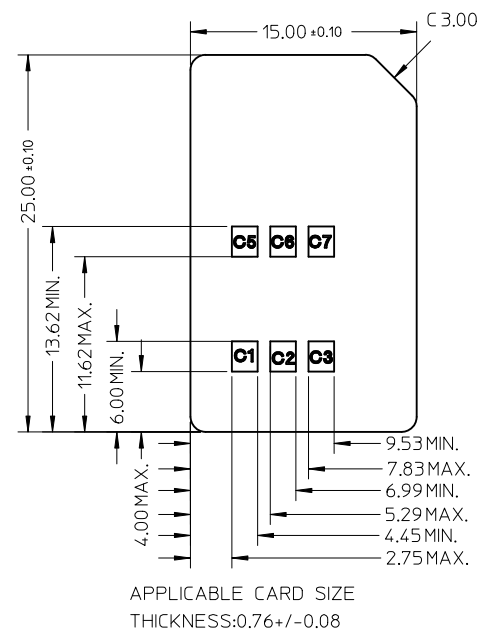 C 3.00
15.00 ±0.10
25.00 ±0.10
13.62 MIN.
11.62 MAX.
6.00 MIN.
4.00 MAX.
C5 C6 C7
C1 C2 C3
9.53 MIN.
7.83 MAX.
6.99 MIN.
5.29 MAX.
4.45 MIN.
2.75 MAX.
APPLICABLE CARD SIZE
THICKNESS:0.76+/-0.08